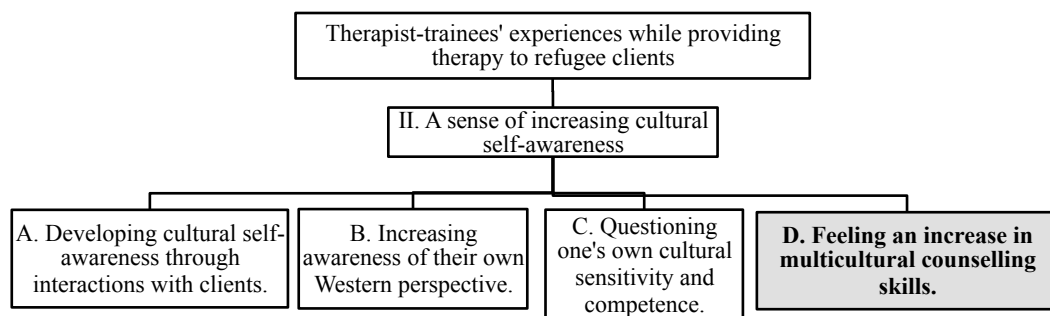 Therapist-trainees' experiences while providing
therapy to refugee clients
II. A sense of increasing cultural
self-awareness
A. Developing cultural self-
awareness through
interactions with clients.
B. Increasing
awareness of their own
Western perspective.
C. Questioning
one's own cultural
sensitivity and
competence.
D. Feeling an increase in
multicultural counselling
skills.